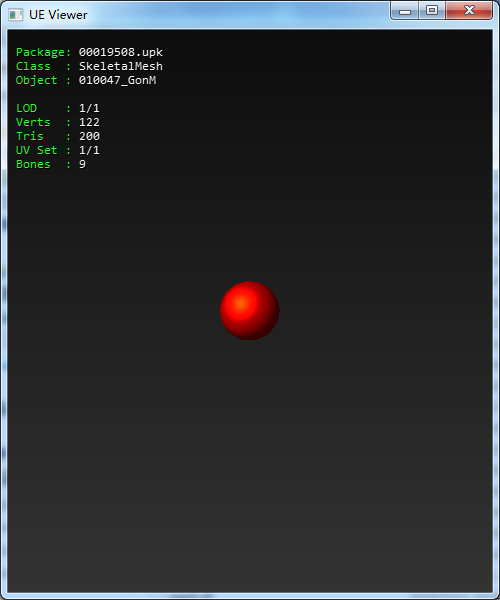 UE Viewer
Package: 00019508.upk
Class  : SkeletalMesh
Object : 010047_GonM
LOD    : 1/1
Verts  : 122
Tris   : 200
UV Set : 1/1
Bones  : 9